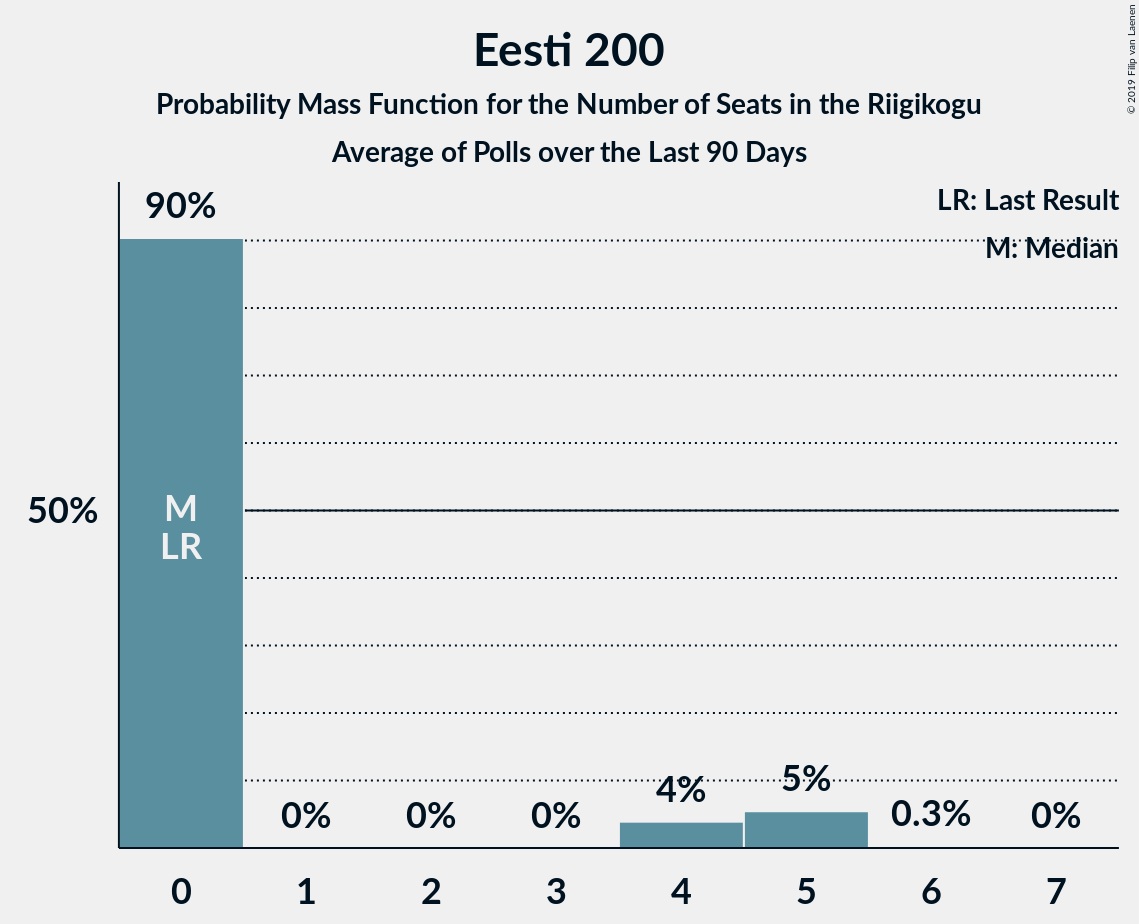 Eesti 200
Probability Mass Function for the Number of Seats in the Riigikogu
Average of Polls over the Last 90 Days
© 2019 Filip van Laenen
LR: Last Result
M: Median
90%
50%
M
LR
0%
0%
0%
4%
5%
0.3%
0%
0
1
2
3
4
5
6
7